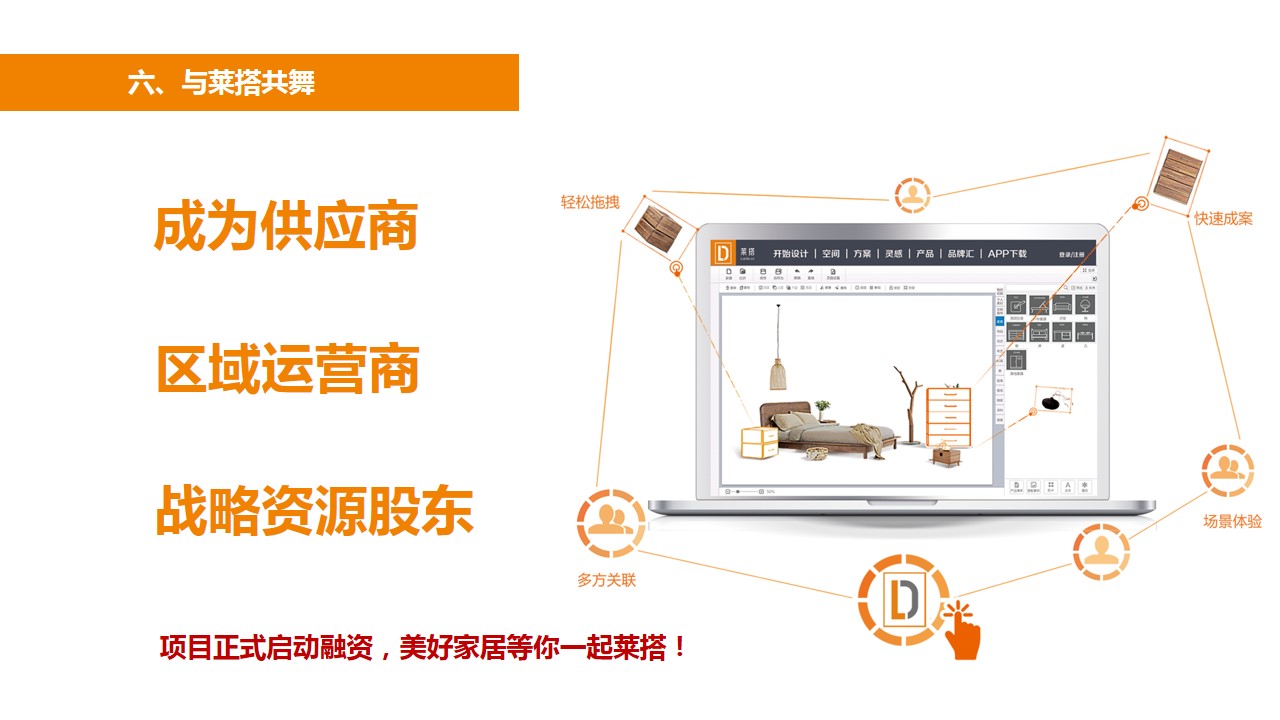 六、与莱搭共舞
成为供应商
区域运营商
战略资源股东
项目正式启动融资，美好家居等你一起莱搭！
轻松拖拽
快速成案
莱搭
开始设计 | 空间 | 方案 | 灵感 | 产品 | 品牌汇 | APP下载
登录/注册
50%
场景体验
多方关联